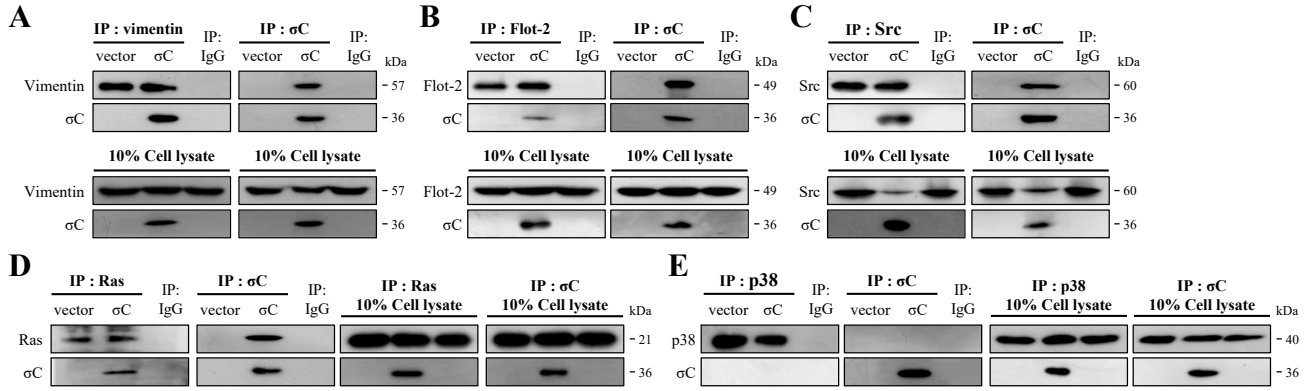 A
IP : vimentin IP : σC
vector σC IP: IgG vector σC IP: IgG kDa
Vimentin - 57
σC - 36
10% Cell lysate 10% Cell lysate
Vimentin - 57
σC - 36
B
IP : Flot-2 IP : σC
vector σC IP: IgG vector σC IP: IgG kDa
Flot-2 - 49
σC - 36
10% Cell lysate 10% Cell lysate
Flot-2 - 49
σC - 36
C
IP : Src IP : σC
vector σC IP: IgG vector σC IP: IgG kDa
Src - 60
σC - 36
10% Cell lysate 10% Cell lysate
Src - 60
σC - 36
D
IP : Ras IP : σC IP : Ras IP : σC
vector σC IP: IgG vector σC IP: IgG 10% Cell lysate 10% Cell lysate kDa
Ras - 21
σC - 36
E
IP : p38 IP : σC IP : p38 IP : σC
vector σC IP: IgG vector σC IP: IgG 10% Cell lysate 10% Cell lysate kDa
p38 - 40
σC - 36